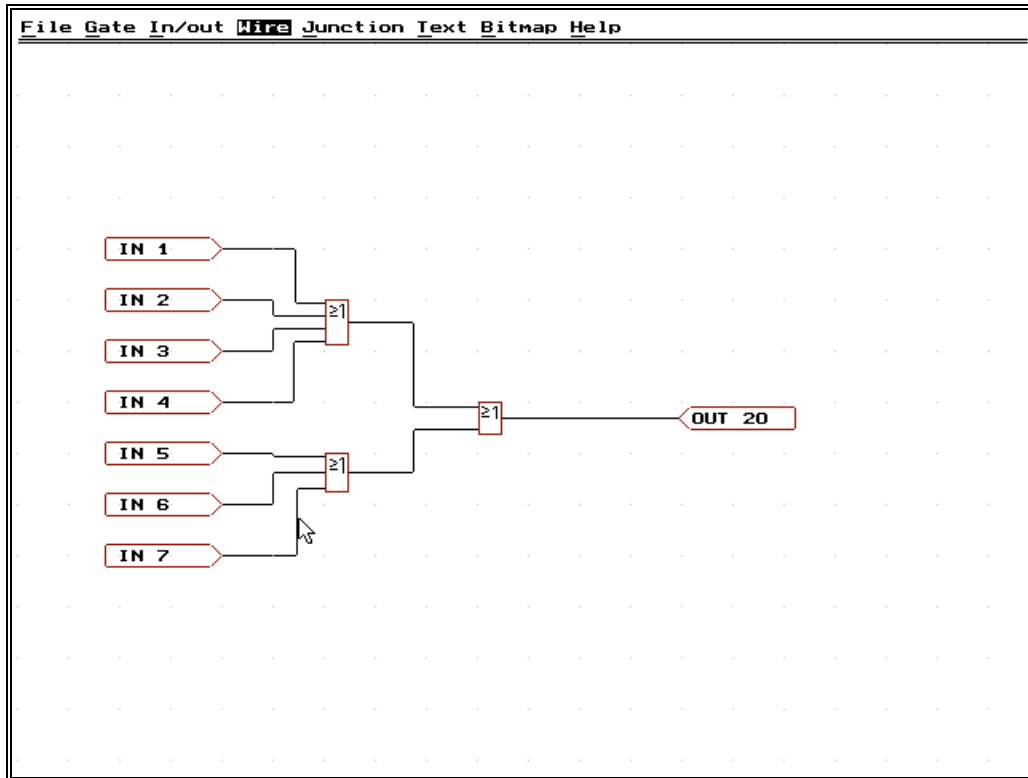 File Gate In/out Wire Junction Text Bitmap Help
IN 1
IN 2
≥1
IN 3
IN 4
≥1
OUT 20
IN 5
≥1
IN 6
IN 7